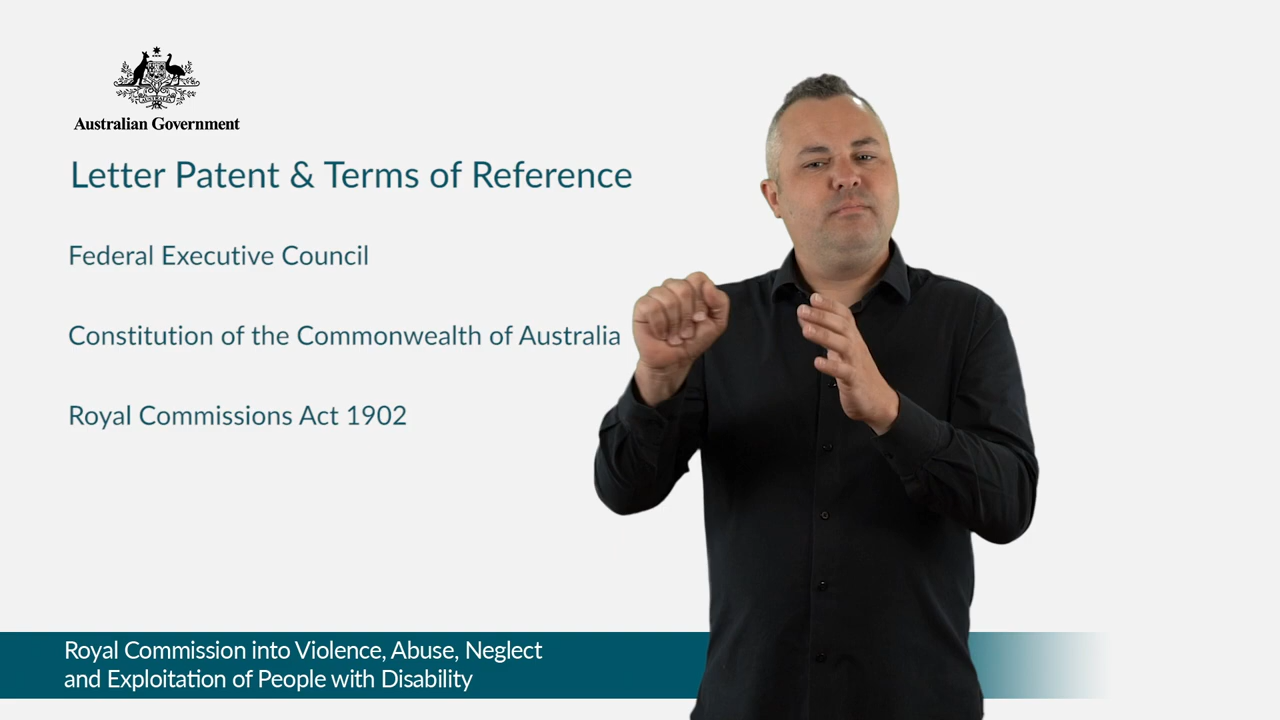 AUSTRALIA
Australian Government
Letter Patent & Terms of Reference
Federal Executive Council
Constitution of the Commonwealth of Australia
Royal Commissions Act 1902
Royal Commission into Violence, Abuse, Neglect
and Exploitation of People with Disability